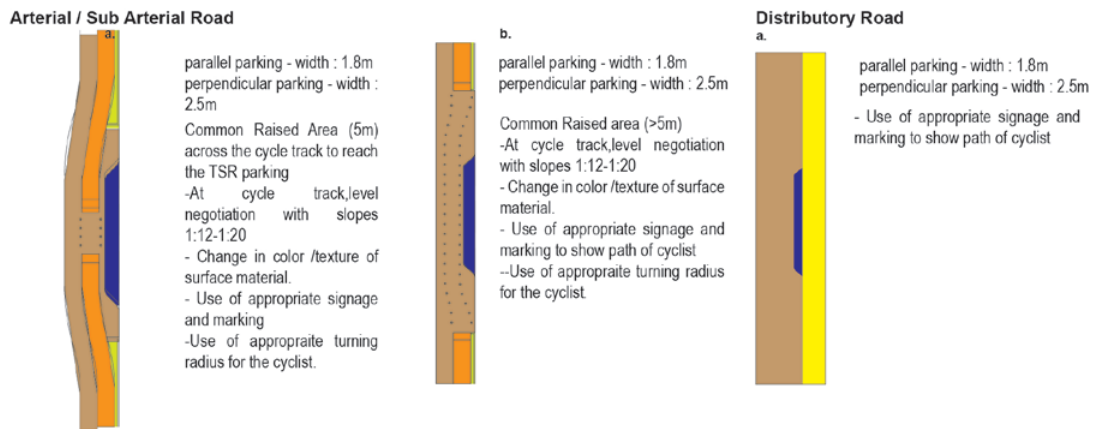 Arterial / Sub Arterial Road
a.
parallel parking - width : 1.8m
perpendicular parking - width :
2.5m
Common Raised Area (5m)
across the cycle track to reach
the TSR parking
-At cycle track,level
negotiation with slopes
1:12-1:20
- Change in color /texture of
surface material.
- Use of appropriate signage
and marking
-Use of appropraite turning
radius for the cyclist.
b.
parallel parking - width : 1.8m
perpendicular parking - width : 2.5m
Common Raised area (>5m)
-At cycle track,level negotiation
with slopes 1:12-1:20
- Change in color /texture of surface
material.
- Use of appropriate signage and
marking to show path of cyclist
--Use of appropraite turning radius
for the cyclist.
Distributory Road
a.
parallel parking - width : 1.8m
perpendicular parking - width : 2.5m
- Use of appropriate signage and
marking to show path of cyclist